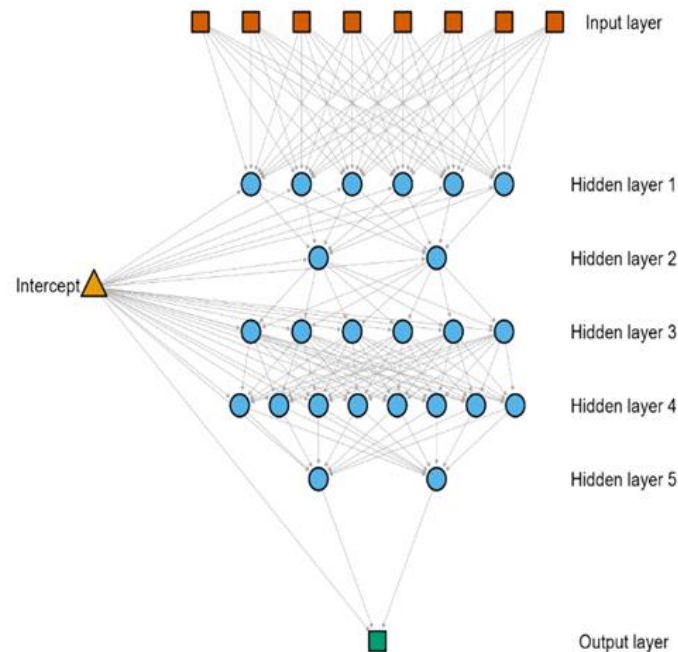 Input layer
Hidden layer 1
Hidden layer 2
Intercept
Hidden layer 3
Hidden layer 4
Hidden layer 5
Output layer